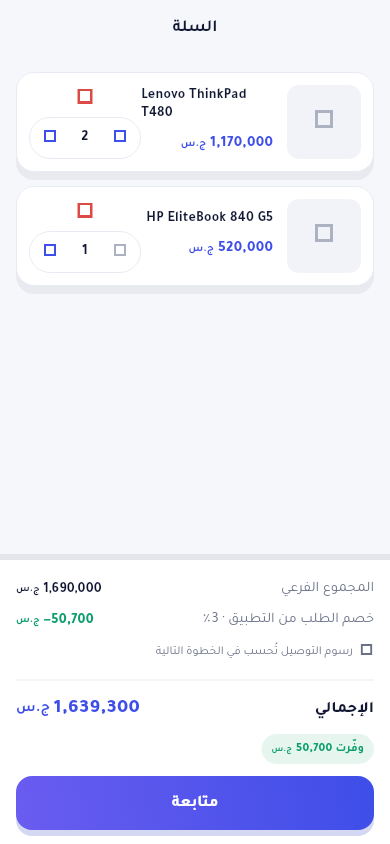 السلة
Lenovo ThinkPad
T480
1,170,000 ج.س
2
HP EliteBook 840 G5
520,000 ج.س
1
المجموع الفرعي 1,690,000 ج.س
خصم الطلب من التطبيق · 3٪ −50,700 ج.س
رسوم التوصيل تُحسب في الخطوة التالية
الإجمالي 1,639,300 ج.س
وفّرت 50,700 ج.س
متابعة